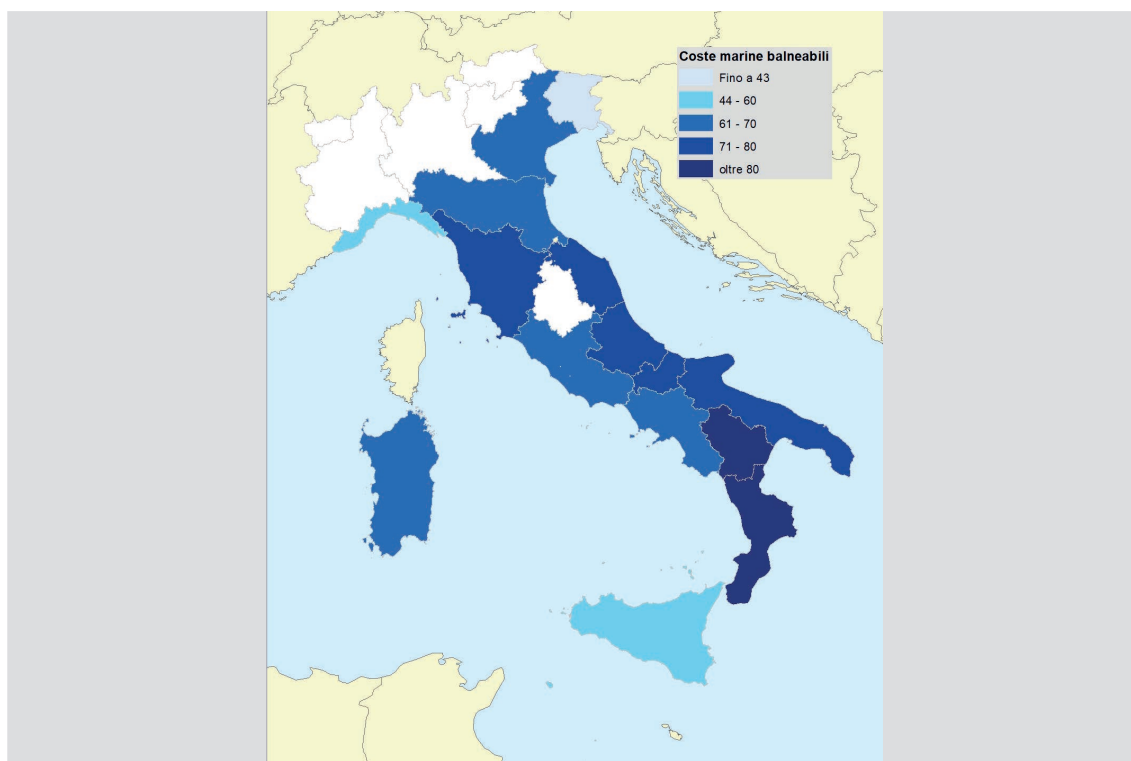 Coste marine balneabili
Fino a 43
44 - 60
61 - 70
71 - 80
oltre 80